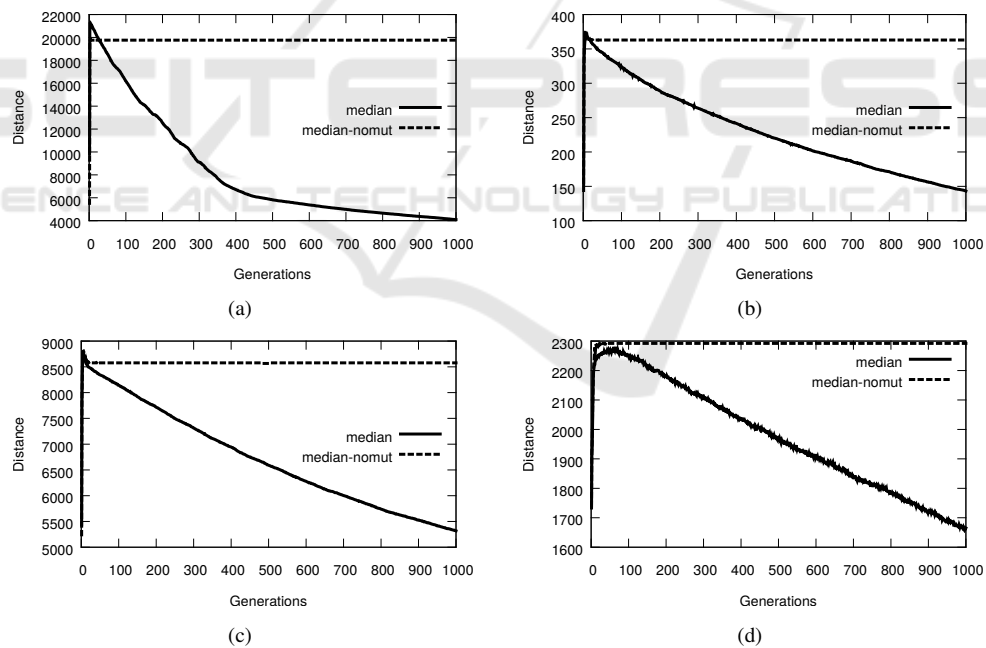 22000
20000
18000
16000
14000
12000
10000
8000
6000
4000
Distance
median
median-nomut
0 100 200 300 400 500 600 700 800 900 1000
Generations
(a)
400
350
300
250
200
150
100
Distance
median
median-nomut
0 100 200 300 400 500 600 700 800 900 1000
Generations
(b)
SCITEPRESS
ENCE AND TECHNOLOGY PUBLICATIO
9000
8500
8000
7500
7000
6500
6000
5500
5000
Distance
median
median-nomut
0 100 200 300 400 500 600 700 800 900 1000
Generations
(c)
2300
2200
2100
2000
1900
1800
1700
1600
Distance
median
median-nomut
0 100 200 300 400 500 600 700 800 900 1000
Generations
(d)